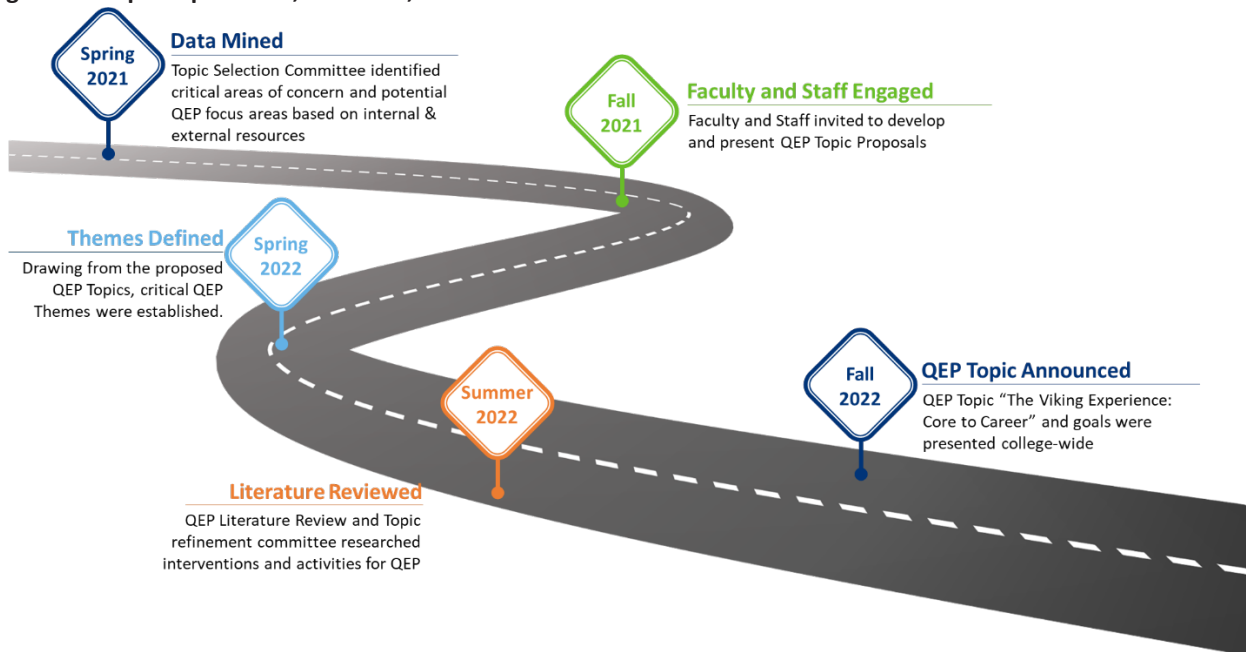 Spring
2021
Data Mined
Topic Selection Committee identified
critical areas of concern and potential
QEP focus areas based on internal &
external resources
Fall
2021
Faculty and Staff Engaged
Faculty and Staff invited to develop
and present QEP Topic Proposals
Themes Defined
Drawing from the proposed
QEP Topics, critical QEP
Themes were established.
Spring
2022
Summer
2022
Literature Reviewed
QEP Literature Review and Topic
refinement committee researched
interventions and activities for QEP
Fall
2022
QEP Topic Announced
QEP Topic “The Viking Experience:
Core to Career” and goals were
presented college-wide